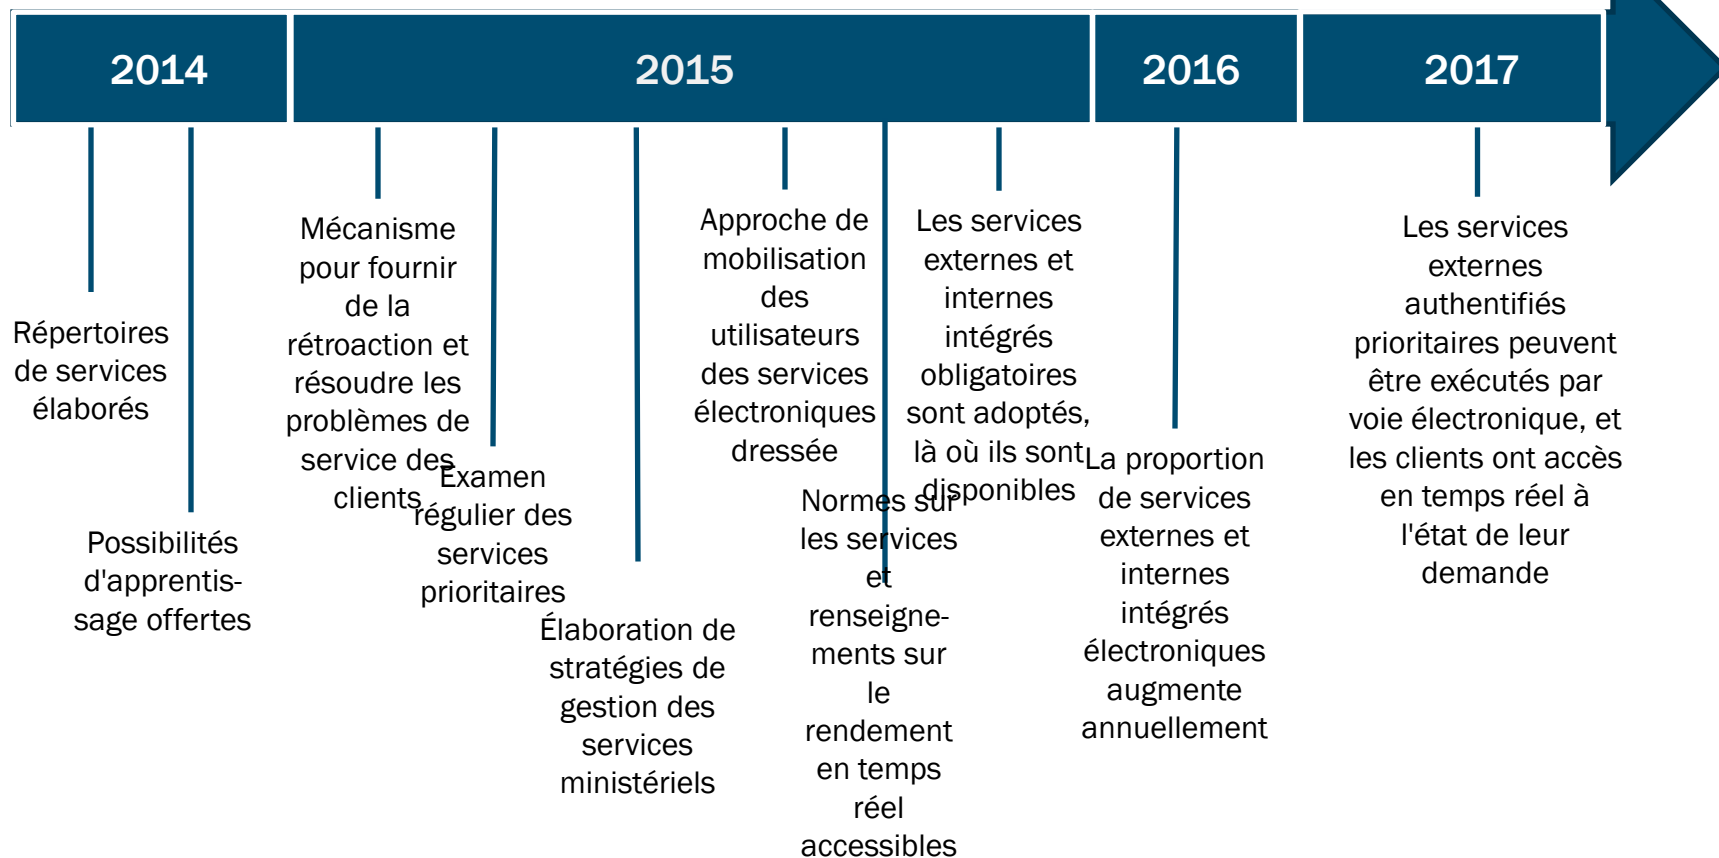 2014
2015
2016
2017
Répertoires
de services
élaborés
Possibilités
d'apprentis-
sage offertes
Mécanisme
pour fournir
de la
rétroaction et
résoudre les
problèmes de
service des
clients
Examen
régulier des
services
prioritaires
Élaboration de
stratégies de
gestion des
services
ministériels
Approche de
mobilisation
des
utilisateurs
des services
électroniques
dressée
Normes sur
les services
et
renseigne-
ments sur
le
rendement
en temps
réel
accessibles
Les services
externes et
internes
intégrés
obligatoires
sont adoptés,
là où ils sont
disponibles
La proportion
de services
externes et
internes
intégrés
électroniques
augmente
annuellement
Les services
externes
authentifiés
prioritaires peuvent
être exécutés par
voie électronique, et
les clients ont accès
en temps réel à
l'état de leur
demande